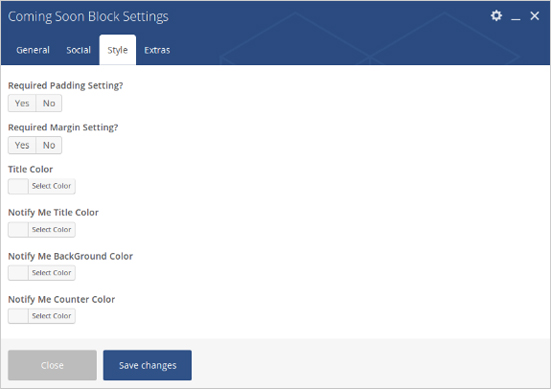 Coming Soon Block Settings
General Social Style Extras
Required Padding Setting?
Yes No
Required Margin Setting?
Yes No
Title Color
Select Color
Notify Me Title Color
Select Color
Notify Me BackGround Color
Select Color
Notify Me Counter Color
Select Color
Close Save changes